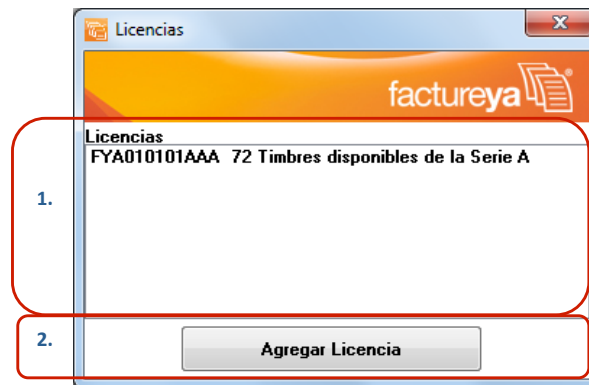 Licencias
factureya
Licencias
FYA010101AAA 72 Timbres disponibles de la Serie A
1.
2.
Agregar Licencia